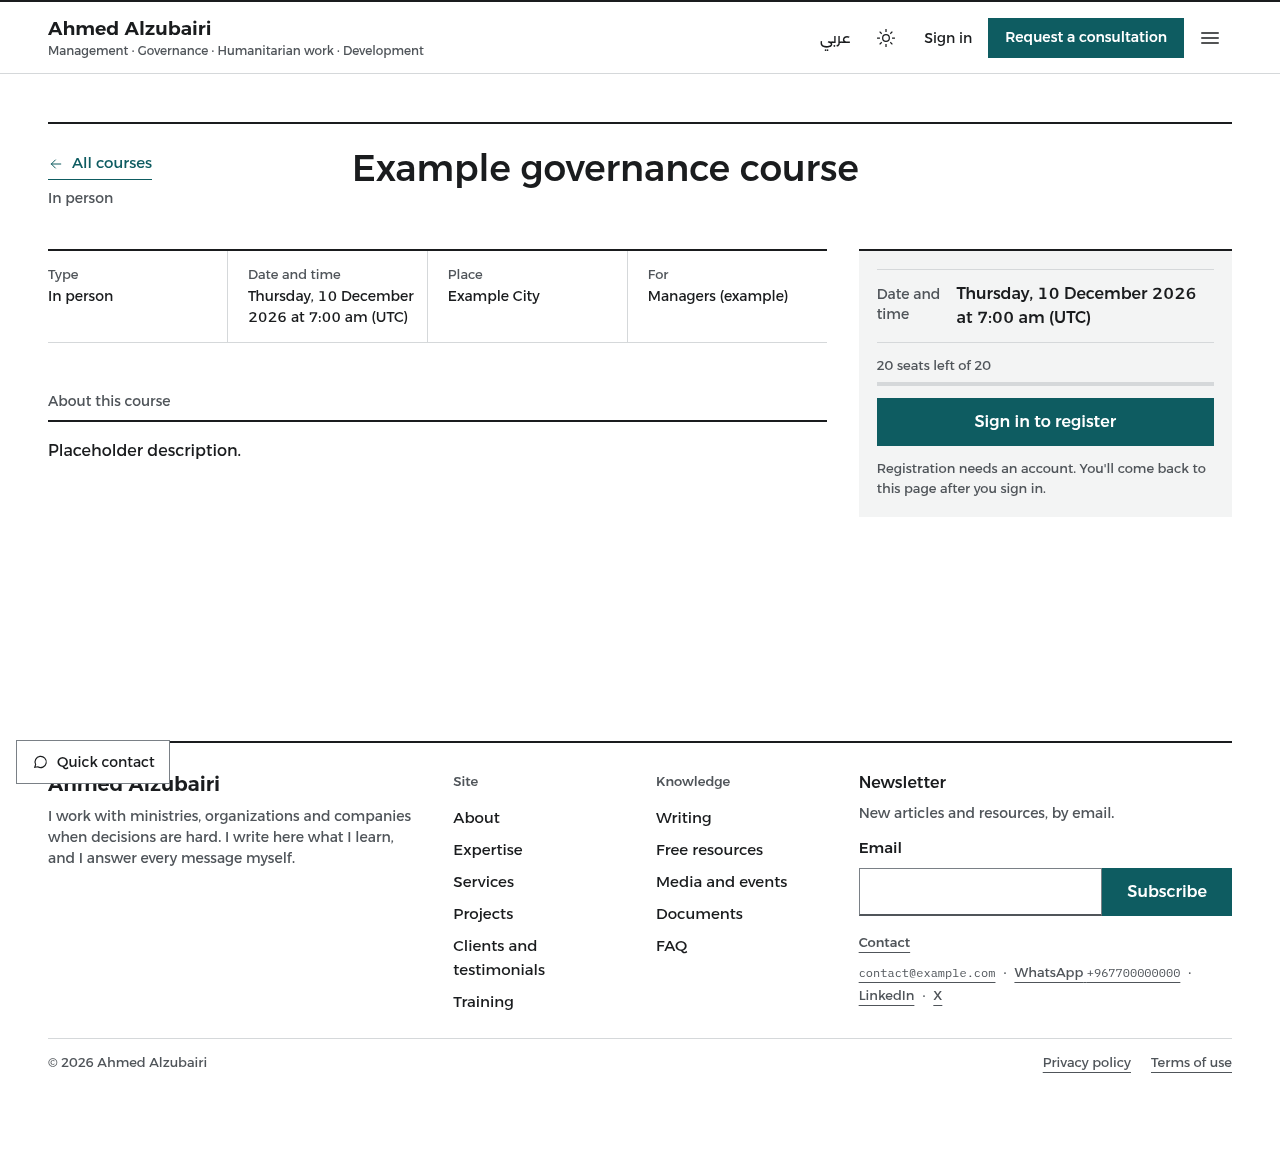 Ahmed Alzubairi
Management · Governance · Humanitarian work · Development
عربي
Sign in
Request a consultation
All courses
In person
Example governance course
Type
In person
Date and time
Thursday, 10 December
2026 at 7:00 am (UTC)
Place
Example City
For
Managers (example)
About this course
Placeholder description.
Date and
time
Thursday, 10 December 2026
at 7:00 am (UTC)
20 seats left of 20
Sign in to register
Registration needs an account. You'll come back to
this page after you sign in.
Quick contact
Ahmed Alzubairi
I work with ministries, organizations and companies
when decisions are hard. I write here what I learn,
and I answer every message myself.
Site
About
Expertise
Services
Projects
Clients and
testimonials
Training
Knowledge
Writing
Free resources
Media and events
Documents
FAQ
Newsletter
New articles and resources, by email.
Email
Subscribe
Contact
contact@example.com · WhatsApp +967700000000 ·
LinkedIn · X
© 2026 Ahmed Alzubairi
Privacy policy
Terms of use